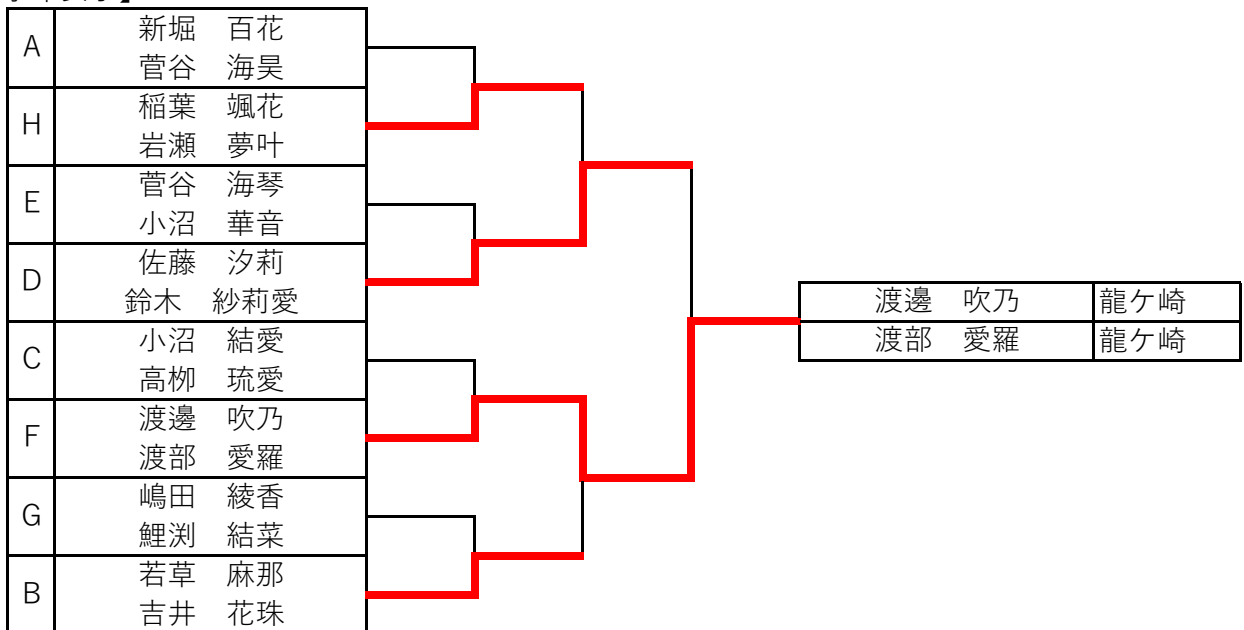 A
新堀 百花
菅谷 海昊
H
稲葉 颯花
岩瀬 夢叶
E
菅谷 海琴
小沼 華音
D
佐藤 汐莉
鈴木 紗莉愛
C
小沼 結愛
高栁 琉愛
F
渡邊 吹乃
渡部 愛羅
G
嶋田 綾香
鯉渕 結菜
B
若草 麻那
吉井 花珠
渡邊 吹乃 龍ケ崎
渡部 愛羅 龍ケ崎